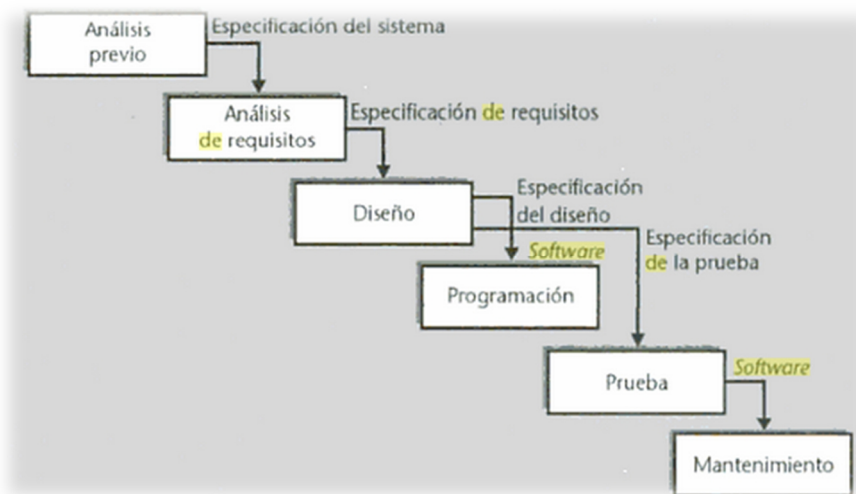 Análisis
previo
Especificación del sistema
Análisis
de requisitos
Especificación de requisitos
Diseño
Especificación
del diseño
Software
Especificación
de la prueba
Programación
Prueba
Software
Mantenimiento